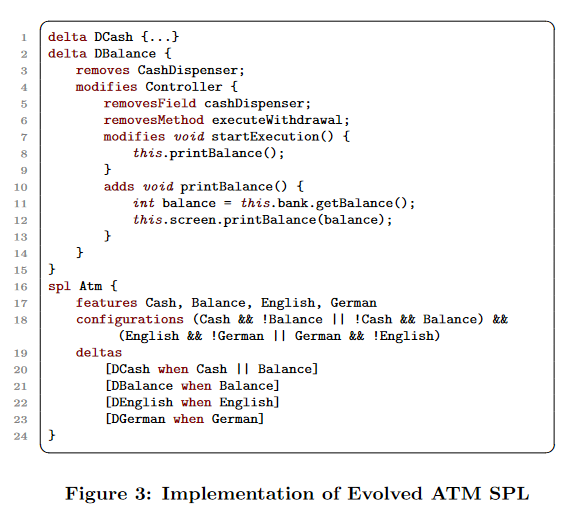 1 delta DCash {...}
2 delta DBalance {
3 removes CashDispenser;
4 modifies Controller {
5 removesField cashDispenser;
6 removesMethod executeWithdrawal;
7 modifies void startExecution() {
8 this.printBalance();
9 }
10 adds void printBalance() {
11 int balance = this.bank.getBalance();
12 this.screen.printBalance(balance);
13 }
14 }
15 }
16 spl Atm {
17 features Cash, Balance, English, German
18 configurations (Cash && !Balance || !Cash && Balance) &&
(English && !German || German && !English)
19 deltas
20 [DCash when Cash || Balance]
21 [DBalance when Balance]
22 [DEnglish when English]
23 [DGerman when German]
24 }
Figure 3: Implementation of Evolved ATM SPL